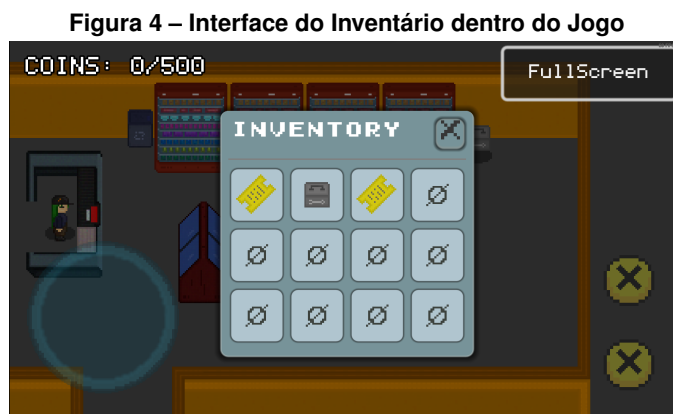 Figura 4 – Interface do Inventário dentro do Jogo
COINS: 0/500
FullScreen
INVENTORY